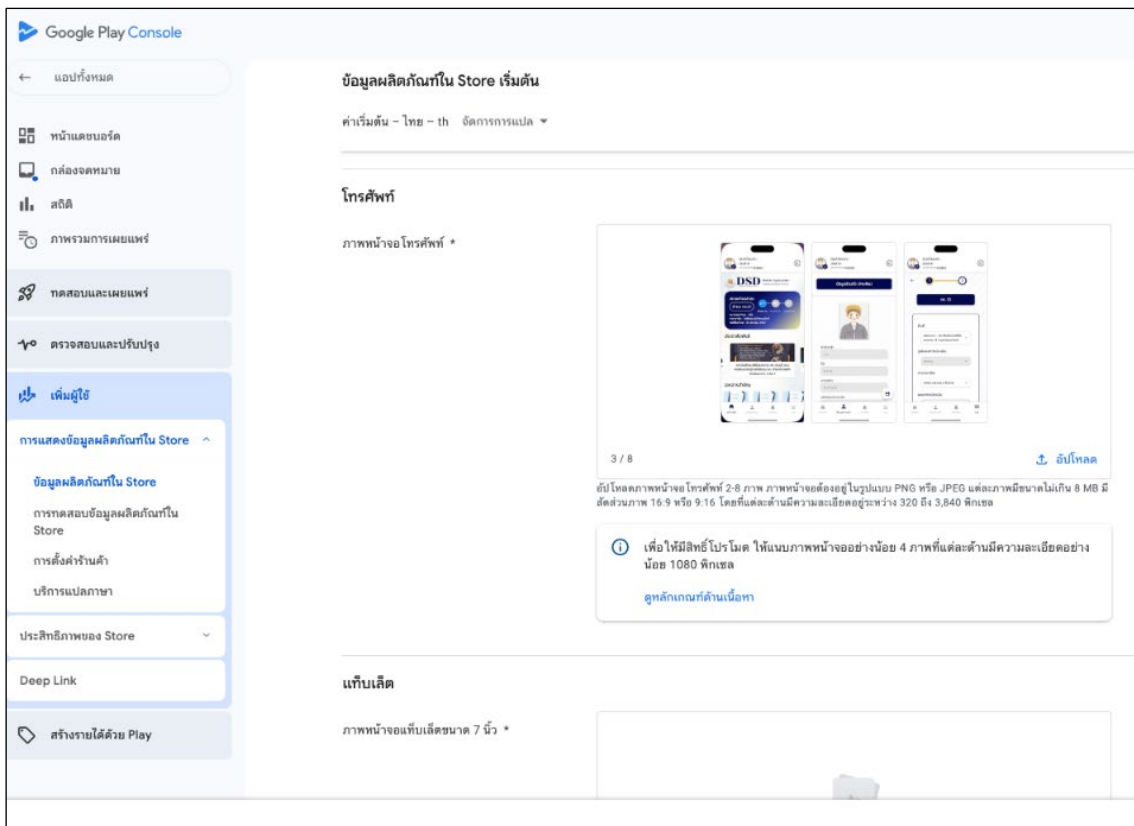 Google Play Console
แอปทั้งหมด
หน้าแดชบอร์ด
กล่องจดหมาย
สถิติ
ภาพรวมการเผยแพร่
ทดสอบและเผยแพร่
ตรวจสอบและปรับปรุง
เพิ่มผู้ใช้
การแสดงข้อมูลผลิตภัณฑ์ใน Store
ข้อมูลผลิตภัณฑ์ใน Store
การทดสอบข้อมูลผลิตภัณฑ์ใน
Store
การตั้งค่าร้านค้า
บริการแปลภาษา
ประสิทธิภาพของ Store
Deep Link
สร้างรายได้ด้วย Play
ข้อมูลผลิตภัณฑ์ใน Store เริ่มต้น
ค่าเริ่มต้น – ไทย – th จัดการการแปล
โทรศัพท์
ภาพหน้าจอโทรศัพท์ *
DSD
3 / 8
อัปโหลด
อัปโหลดภาพหน้าจอโทรศัพท์ 2-8 ภาพ ภาพหน้าจอต้องอยู่ในรูปแบบ PNG หรือ JPEG แต่ละภาพมีขนาดไม่เกิน 8 MB มี
สัดส่วนภาพ 16:9 หรือ 9:16 โดยที่แต่ละด้านมีความละเอียดอยู่ระหว่าง 320 ถึง 3,840 พิกเซล
เพื่อให้มีสิทธิ์โปรโมต ให้แนบภาพหน้าจออย่างน้อย 4 ภาพที่แต่ละด้านมีความละเอียดอย่าง
น้อย 1080 พิกเซล
ดูหลักเกณฑ์ด้านเนื้อหา
แท็บเล็ต
ภาพหน้าจอแท็บเล็ตขนาด 7 นิ้ว *